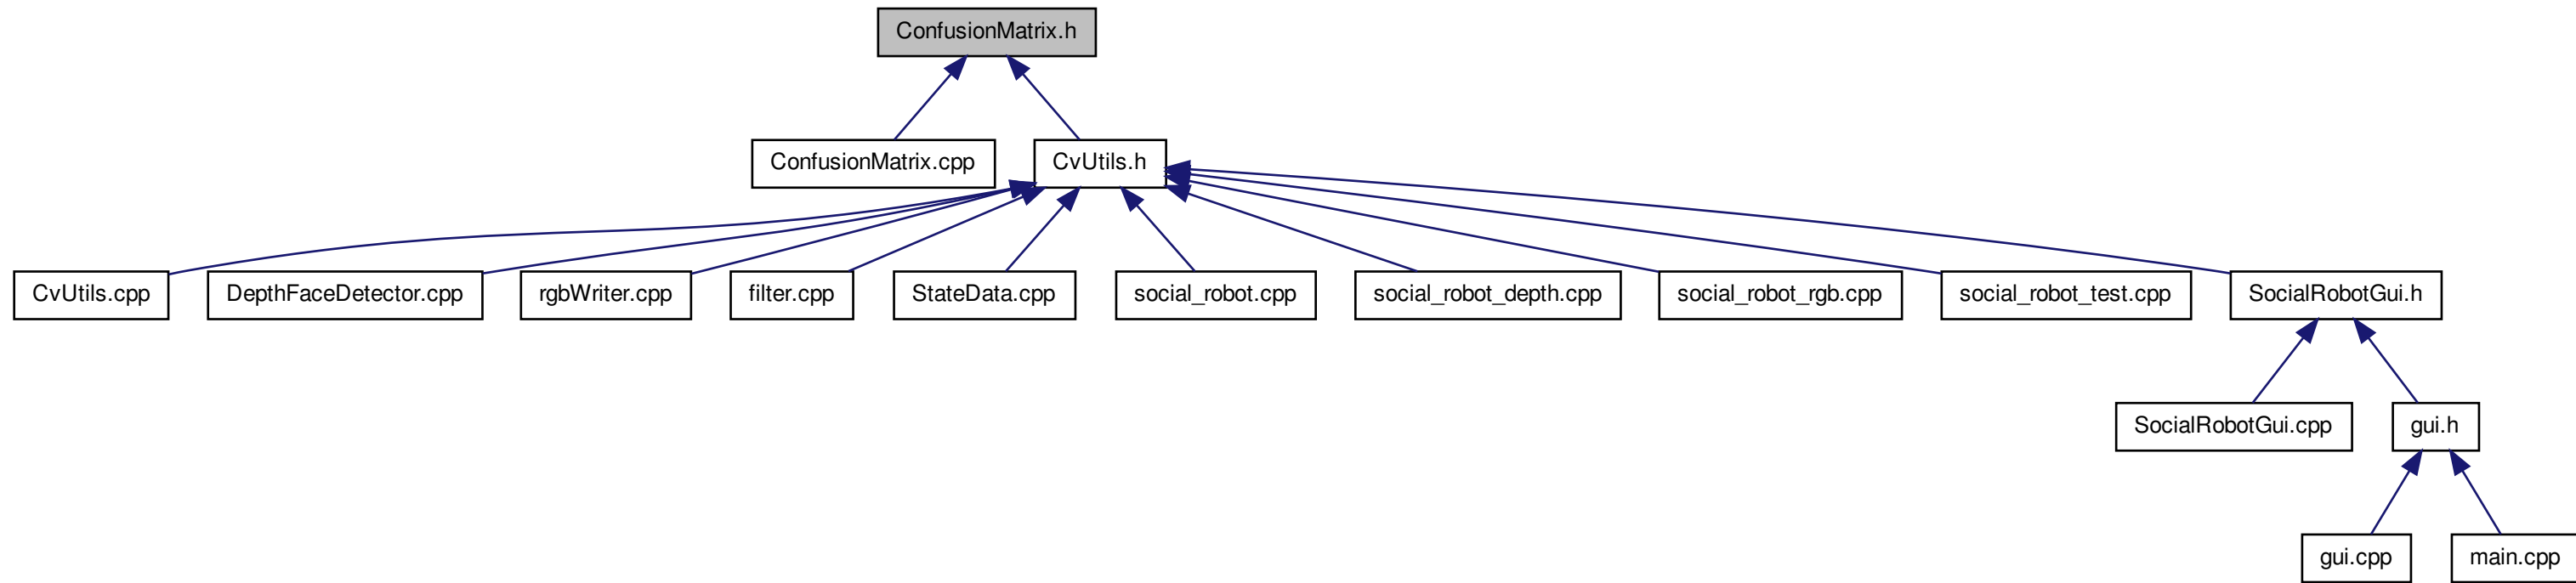 ConfusionMatrix.h
ConfusionMatrix.cpp
CvUtils.h
CvUtils.cpp
DepthFaceDetector.cpp
rgbWriter.cpp
filter.cpp
StateData.cpp
social_robot.cpp
social_robot_depth.cpp
social_robot_rgb.cpp
social_robot_test.cpp
SocialRobotGui.h
SocialRobotGui.cpp
gui.h
gui.cpp
main.cpp